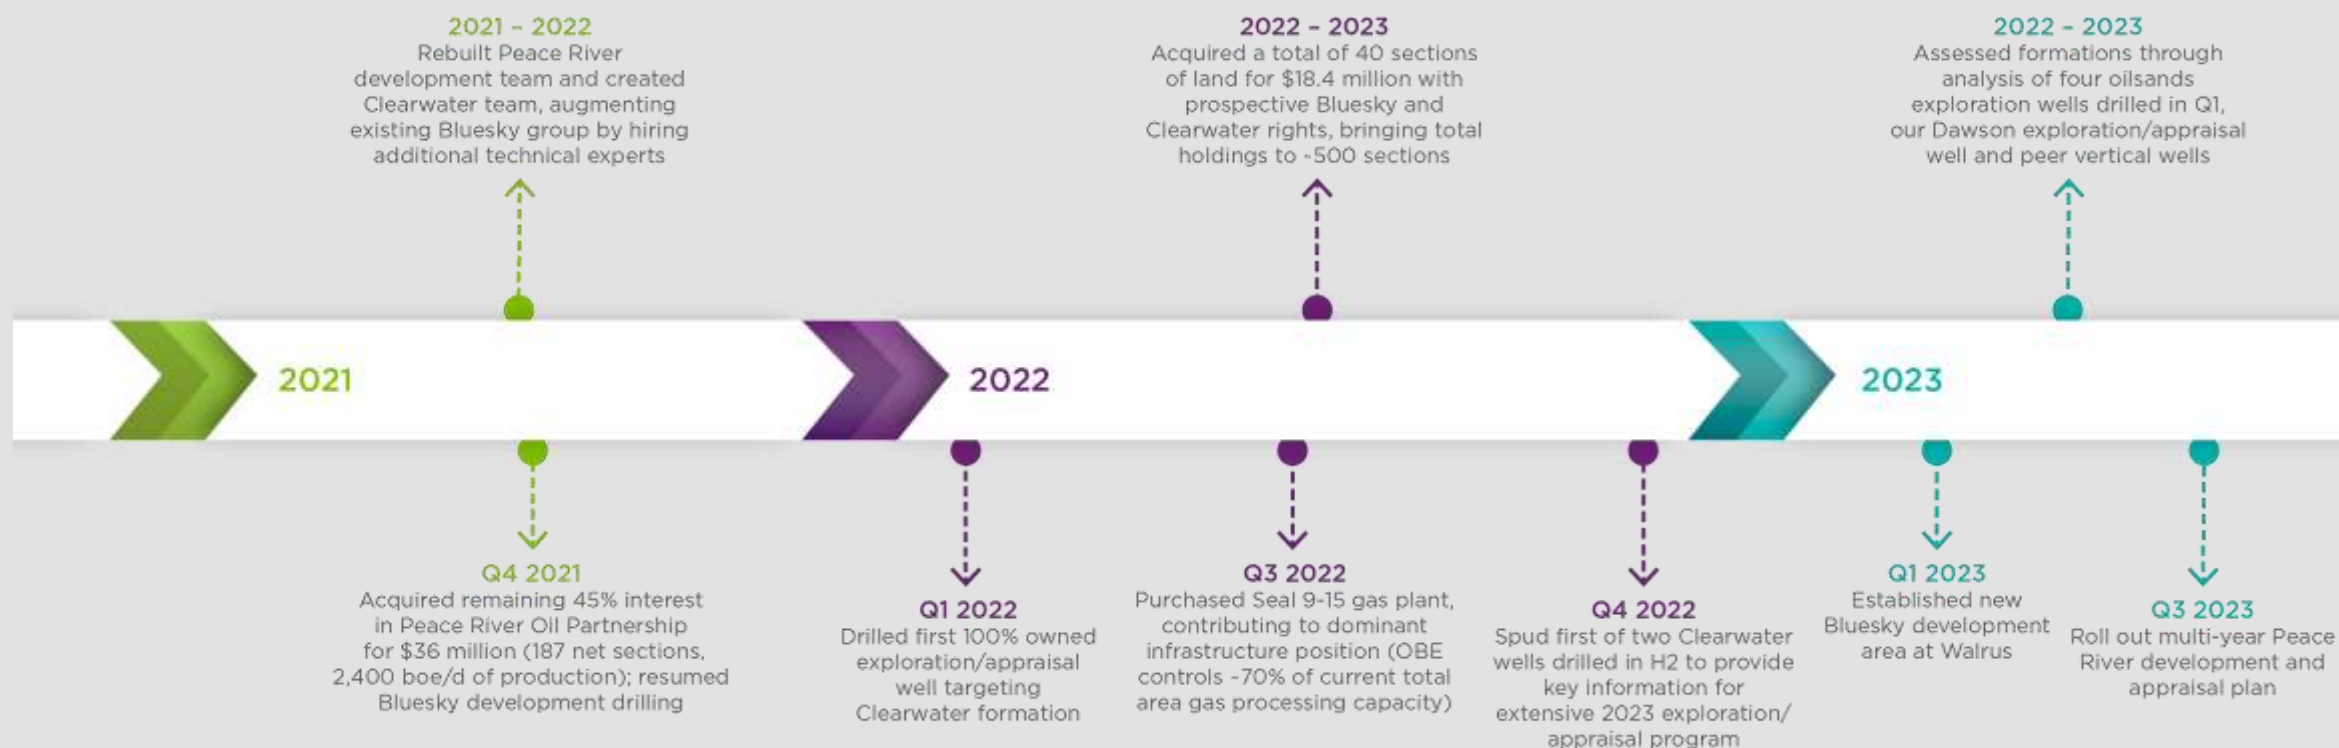 2021 – 2022
Rebuilt Peace River
development team and created
Clearwater team, augmenting
existing Bluesky group by hiring
additional technical experts
2022 – 2023
Acquired a total of 40 sections
of land for $18.4 million with
prospective Bluesky and
Clearwater rights, bringing total
holdings to ~500 sections
2022 – 2023
Assessed formations through
analysis of four oilsands
exploration wells drilled in Q1,
our Dawson exploration/appraisal
well and peer vertical wells
2021
2022
2023
Q4 2021
Acquired remaining 45% interest
in Peace River Oil Partnership
for $36 million (187 net sections,
2,400 boe/d of production); resumed
Bluesky development drilling
Q1 2022
Drilled first 100% owned
exploration/appraisal
well targeting
Clearwater formation
Q3 2022
Purchased Seal 9-15 gas plant,
contributing to dominant
infrastructure position (OBE
controls ~70% of current total
area gas processing capacity)
Q4 2022
Spud first of two Clearwater
wells drilled in H2 to provide
key information for
extensive 2023 exploration/
appraisal program
Q1 2023
Established new
Bluesky development
area at Walrus
Q3 2023
Roll out multi-year Peace
River development and
appraisal plan